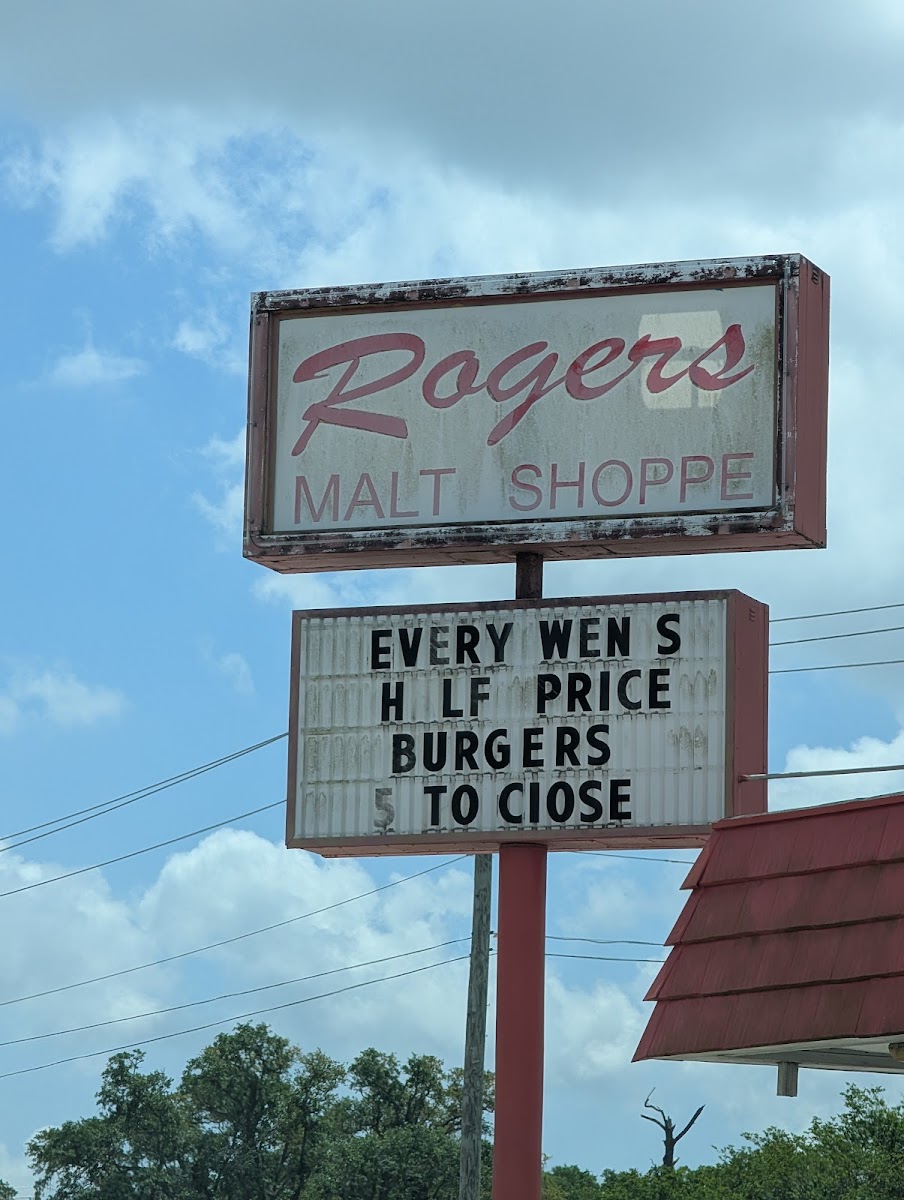 Rogers
MALT SHOPPE
EVERY WEN S
H LF PRICE
BURGERS
5 TO CIOSE